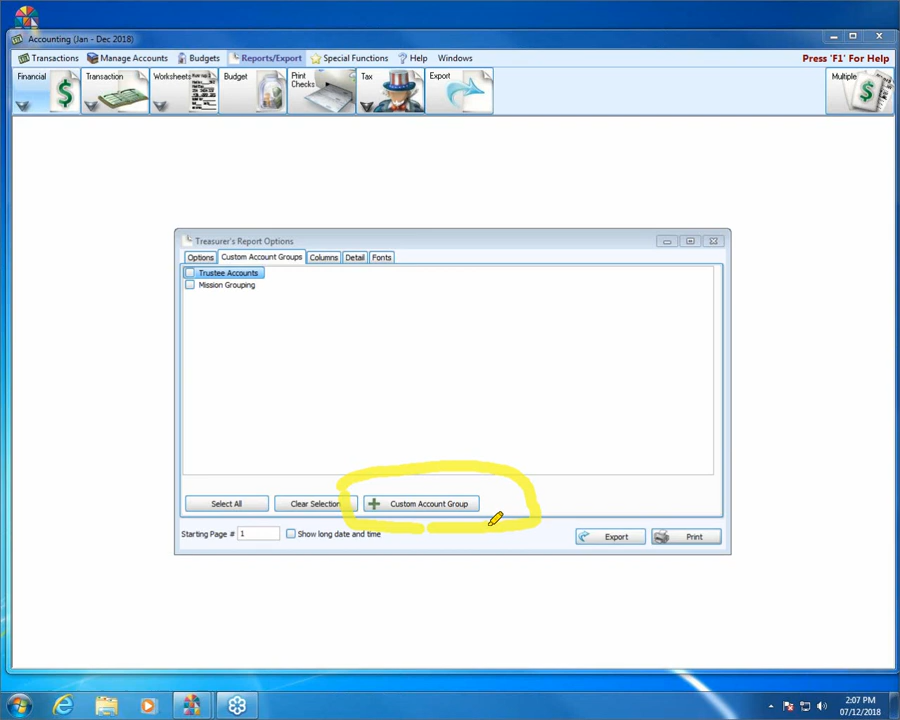 Accounting (Jan - Dec 2018)
Transactions Manage Accounts Budgets Reports/Export Special Functions Help Windows Press 'F1' For Help
Financial Transaction Worksheets Budget Print Checks Tax Export Multiple
Treasurer's Report Options
Options Custom Account Groups Columns Detail Fonts
Trustee Accounts
Mission Grouping
Select All Clear Selection Custom Account Group
Starting Page # 1 Show long date and time Export Print
2:07 PM
07/12/2018